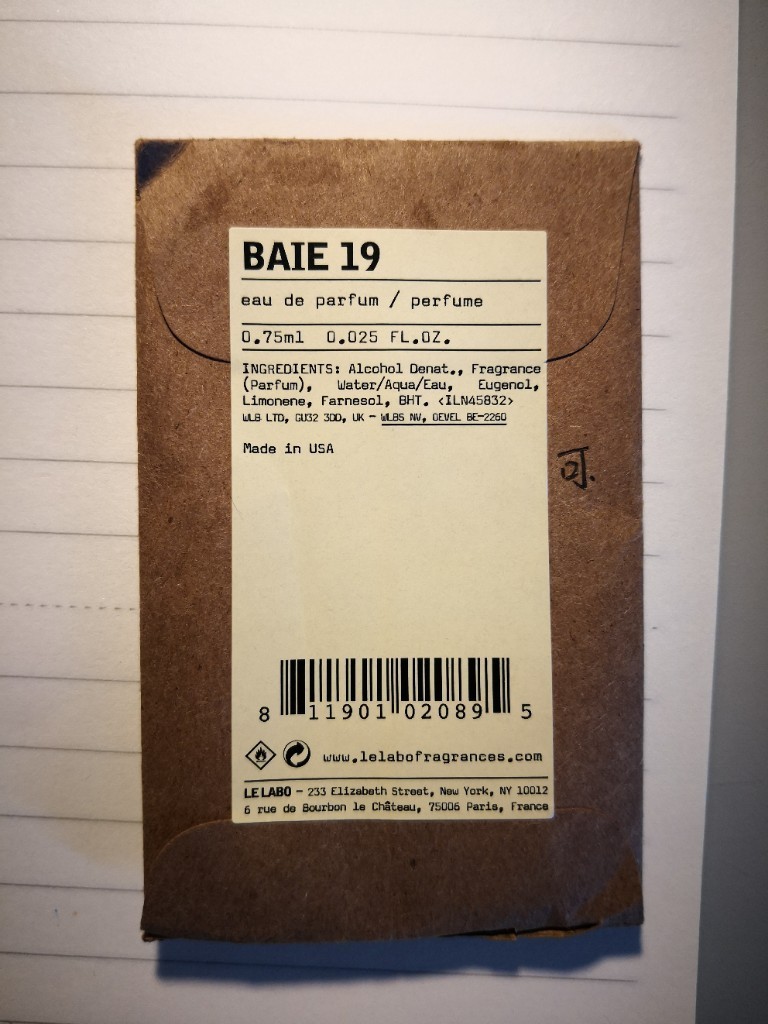 BAIE 19
eau de parfum / perfume
0.75ml 0.025 FL.OZ.
INGREDIENTS: Alcohol Denat., Fragrance
(Parfum), Water/Aqua/Eau, Eugenol,
Limonene, Farnesol, BHT. <ILN45832>
WLB LTD, GU32 3DD, UK - WLBS NV, OEVEL BE-2260
Made in USA
可.
8 11901 02089 5
www.lelabofragrances.com
LE LABO - 233 Elizabeth Street, New York, NY 10012
6 rue de Bourbon le Château, 75006 Paris, France